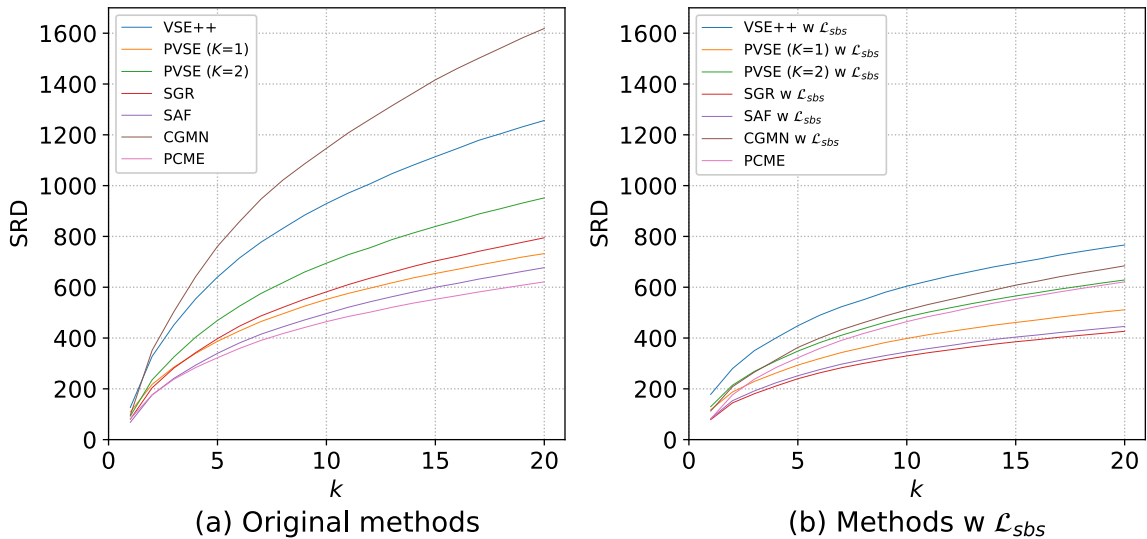 VSE++
PVSE (K=1)
PVSE (K=2)
SGR
SAF
CGMN
PCME
1600
1400
1200
1000
800
600
400
200
0
SRD
0
5
10
15
20
k
(a) Original methods
VSE++ w ℒsbs
PVSE (K=1) w ℒsbs
PVSE (K=2) w ℒsbs
SGR w ℒsbs
SAF w ℒsbs
CGMN w ℒsbs
PCME
1600
1400
1200
1000
800
600
400
200
0
SRD
0
5
10
15
20
k
(b) Methods w ℒsbs